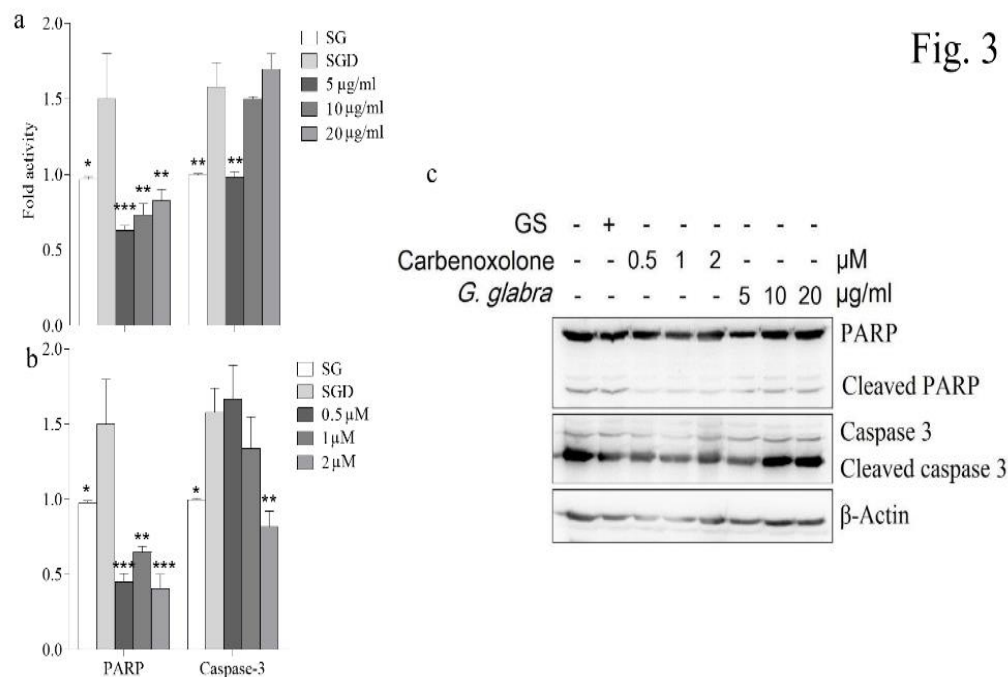 Fig. 3
a
2.0
1.5
1.0
0.5
0.0
Fold activity
SG
SGD
5 µg/ml
10 µg/ml
20 µg/ml
* *** ** **
** **
b
2.0
1.5
1.0
0.5
0.0
SG
SGD
0.5 µM
1 µM
2 µM
* *** ** ***
* **
PARP Caspase-3
c
GS - + - - - - - -
Carbenoxolone - - 0.5 1 2 - - - µM
G. glabra - - - - - 5 10 20 µg/ml
PARP
Cleaved PARP
Caspase 3
Cleaved caspase 3
β-Actin